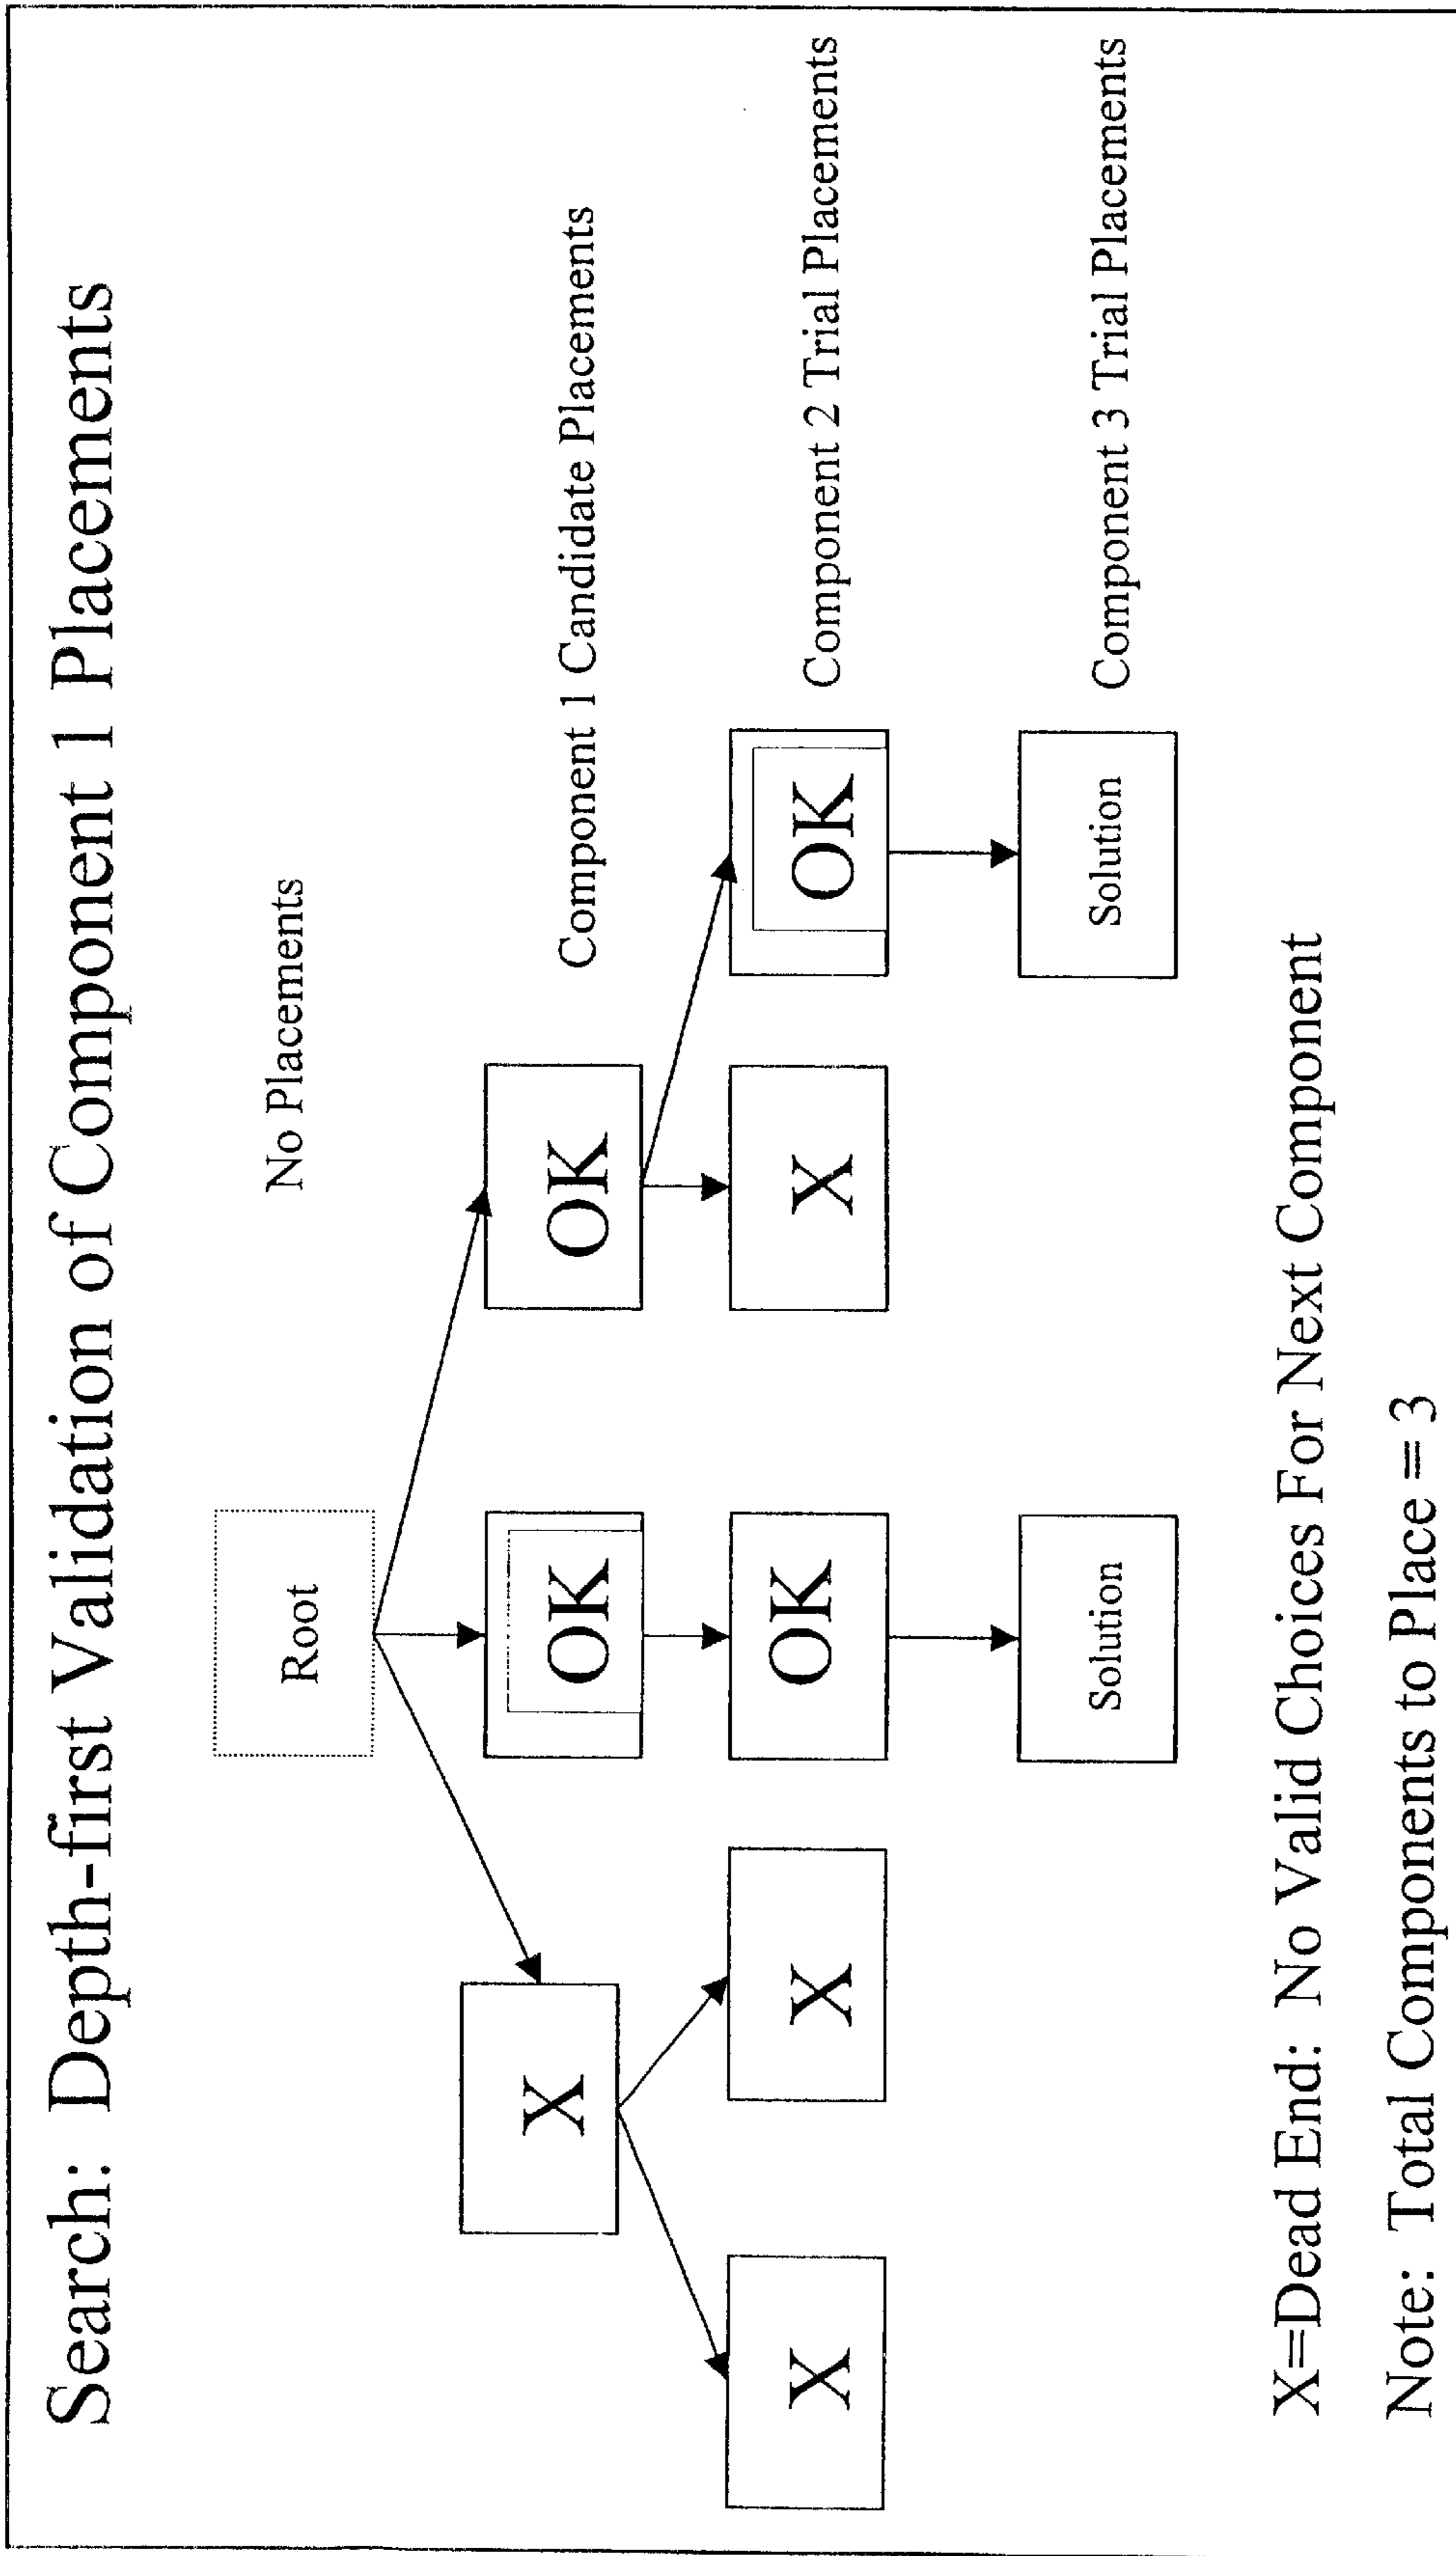 Search: Depth-first Validation of Component 1 Placements
No Placements
Root
Component 1 Candidate Placements
X
OK
OK
Component 2 Trial Placements
X
X
OK
X
OK
Component 3 Trial Placements
Solution
Solution
X=Dead End: No Valid Choices For Next Component
Note: Total Components to Place = 3